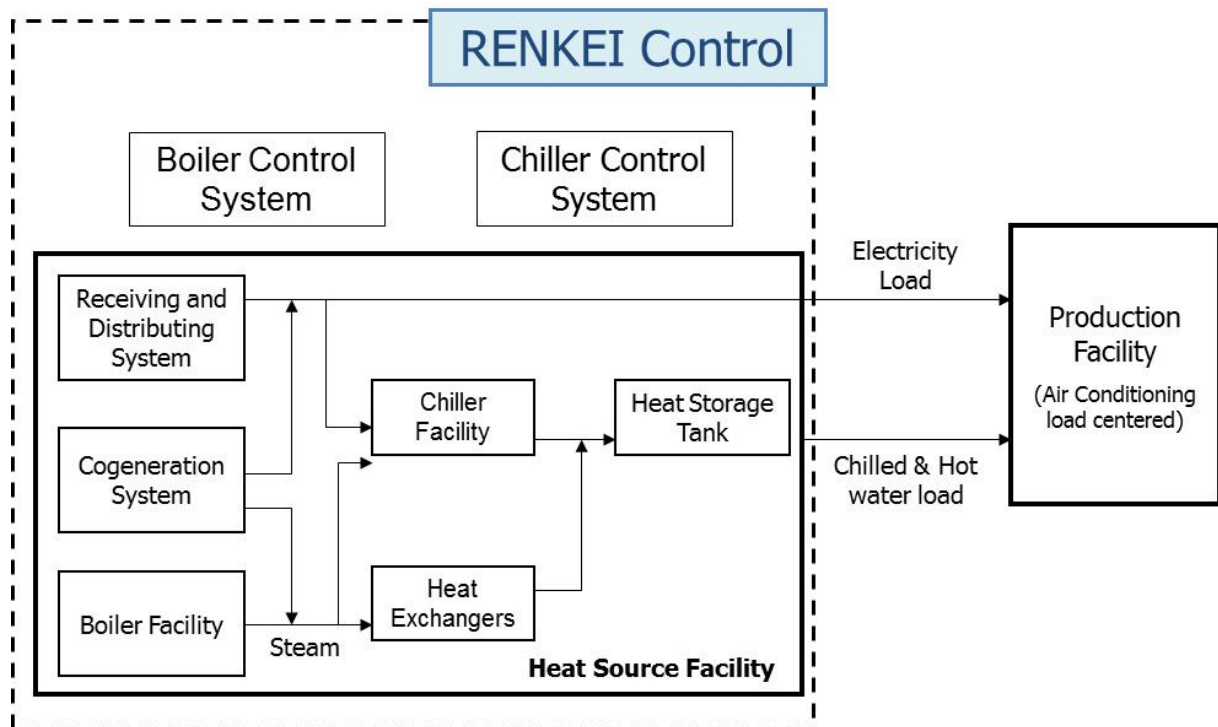 RENKEI Control
Boiler Control
System
Chiller Control
System
Receiving and
Distributing
System
Cogeneration
System
Boiler Facility
Steam
Chiller
Facility
Heat
Exchangers
Heat Storage
Tank
Heat Source Facility
Electricity
Load
Chilled & Hot
water load
Production
Facility
(Air Conditioning
load centered)